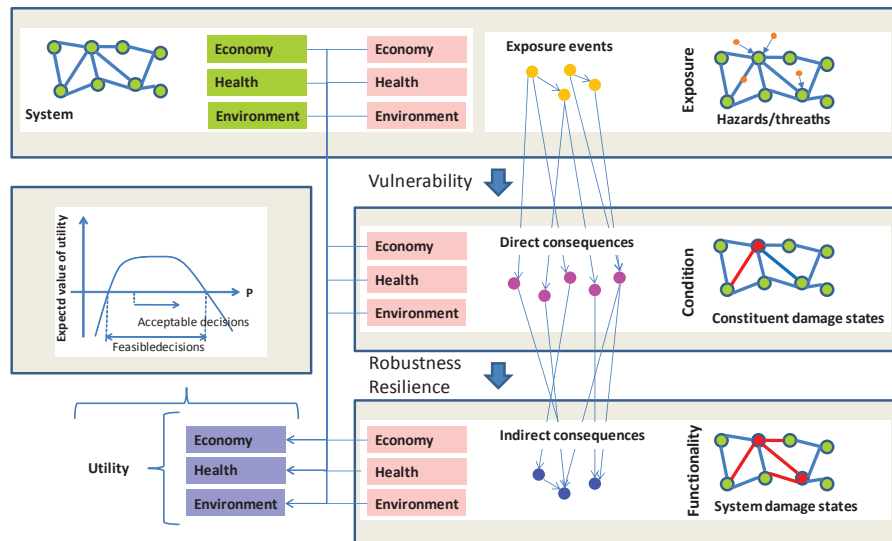 Economy
Economy
Exposure events
Health
Health
Exposure
System
Environment
Environment
Hazards/threaths
Vulnerability
Expectd value of utility
P
Acceptable decisions
Feasibledecisions
Economy
Direct consequences
Health
Condition
Environment
Constituent damage states
Robustness
Resilience
Utility
Economy
Health
Environment
Economy
Indirect consequences
Health
Functionality
Environment
System damage states